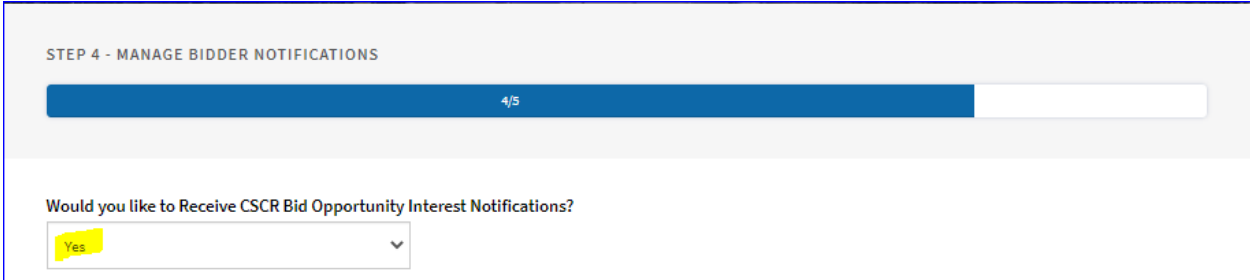 STEP 4 - MANAGE BIDDER NOTIFICATIONS
4/5
Would you like to Receive CSCR Bid Opportunity Interest Notifications?
Yes